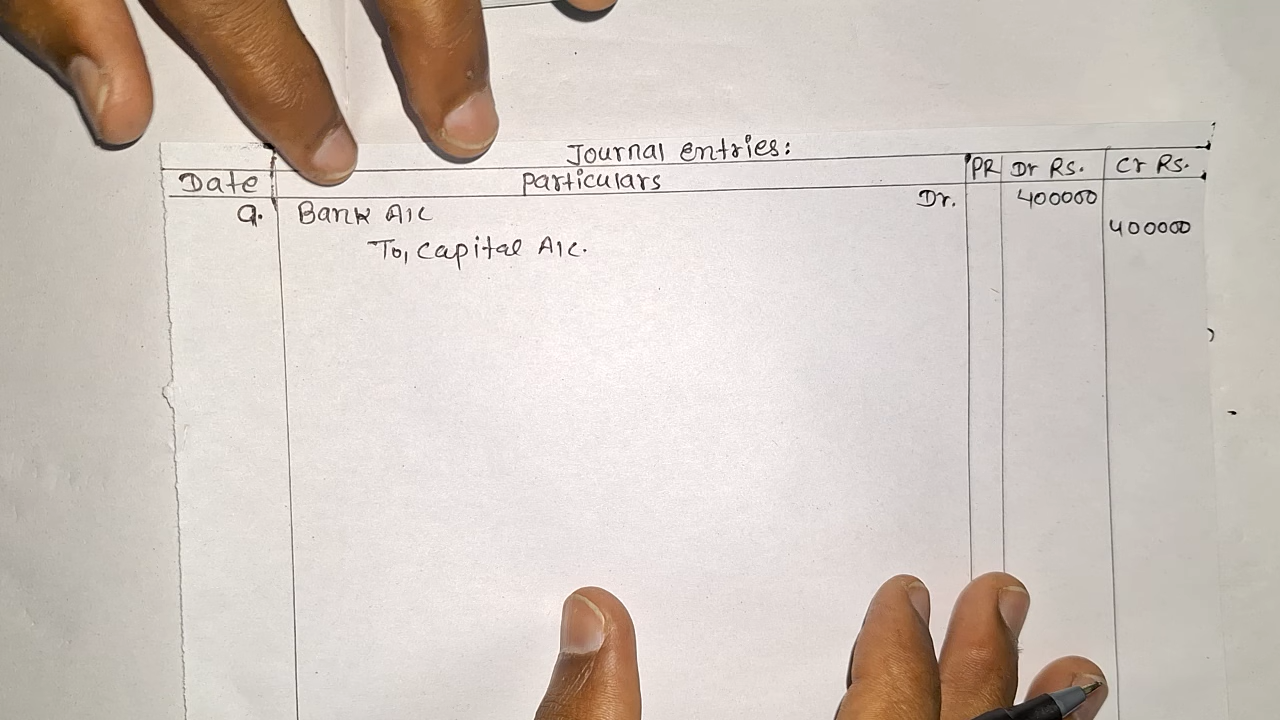 Journal entries:
Date Particulars PR Dr Rs. Cr Rs.
a. Bank A/c Dr. 400000
To, Capital A/c. 400000